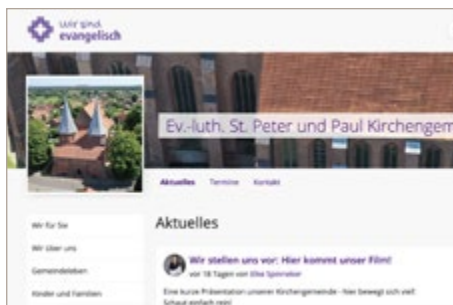 Wir sind
evangelisch
Ev.-luth. St. Peter und Paul Kirchengem
Aktuelles Termine Kontakt
Wir für Sie
Wir über uns
Gemeindeleben
Kinder und Familien
Aktuelles
Wir stellen uns vor: Hier kommt unser Film!
vor 18 Tagen von Elke
Eine kurze Präsentation unserer Kirchengemeinde - hier bewegt sich viel!
Schaut einfach rein!